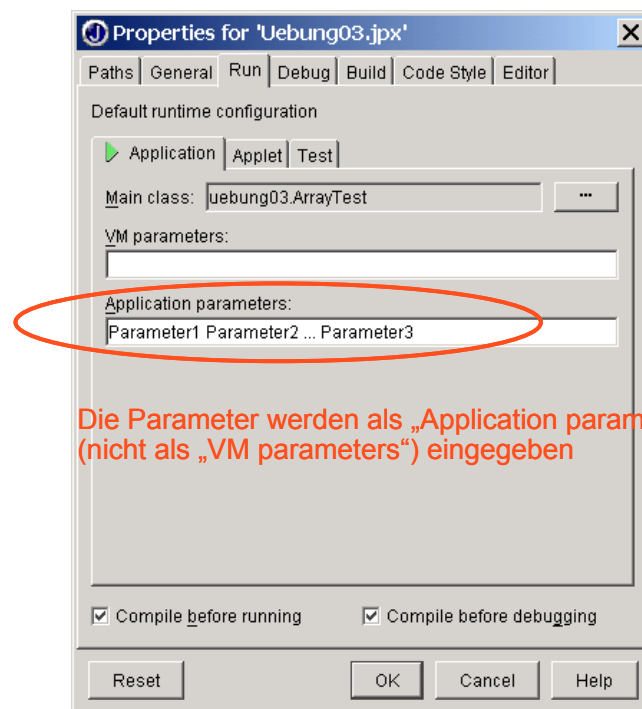 Properties for 'Uebung03.jpx'
Paths General Run Debug Build Code Style Editor
Default runtime configuration
Application Applet Test
Main class: uebung03.ArrayTest ...
VM parameters:
Application parameters:
Parameter1 Parameter2 ... Parameter3
Die Parameter werden als „Application param
(nicht als „VM parameters“) eingegeben
Compile before running Compile before debugging
Reset OK Cancel Help